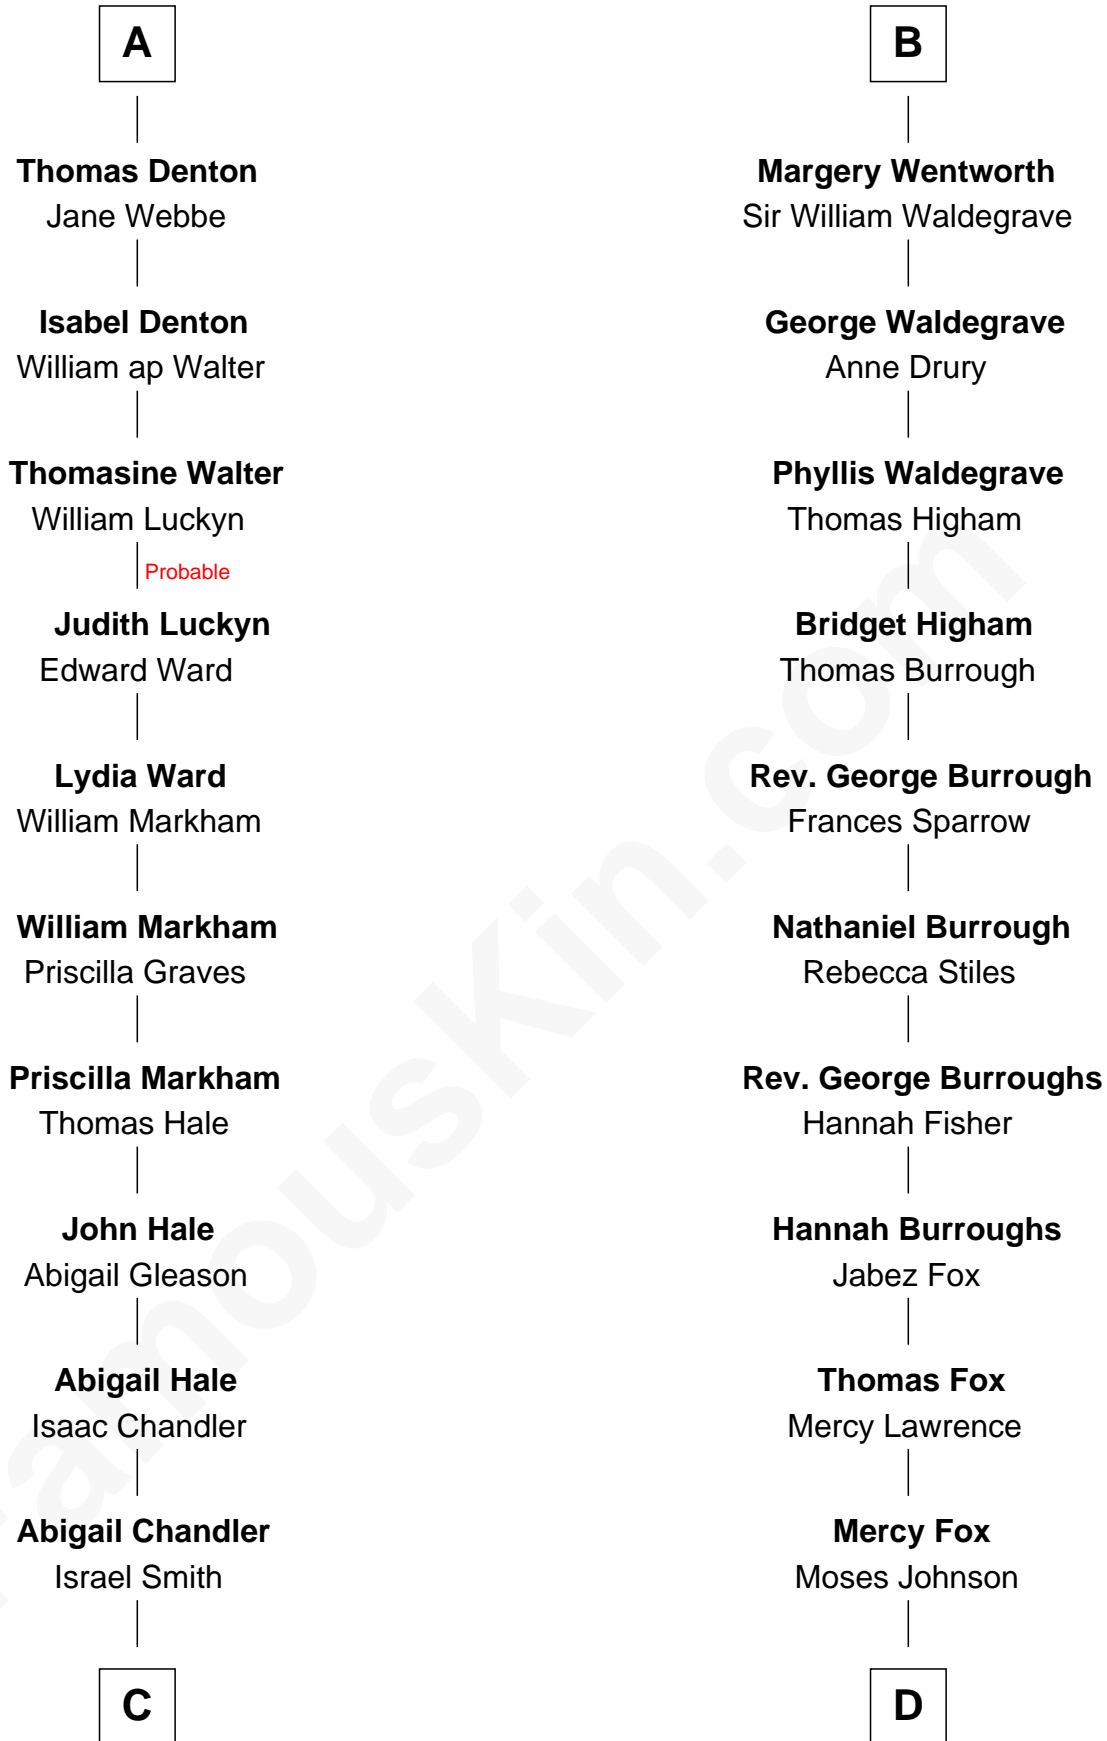 A
Thomas Denton
Jane Webbe
Isabel Denton
William ap Walter
Thomasine Walter
William Luckyn
Probable
Judith Luckyn
Edward Ward
Lydia Ward
William Markham
William Markham
Priscilla Graves
Priscilla Markham
Thomas Hale
John Hale
Abigail Gleason
Abigail Hale
Isaac Chandler
Abigail Chandler
Israel Smith
C
B
Margery Wentworth
Sir William Waldegrave
George Waldegrave
Anne Drury
Phyllis Waldegrave
Thomas Higham
Bridget Higham
Thomas Burrough
Rev. George Burrough
Frances Sparrow
Nathaniel Burrough
Rebecca Stiles
Rev. George Burroughs
Hannah Fisher
Hannah Burroughs
Jabez Fox
Thomas Fox
Mercy Lawrence
Mercy Fox
Moses Johnson
D
FamousKin.com